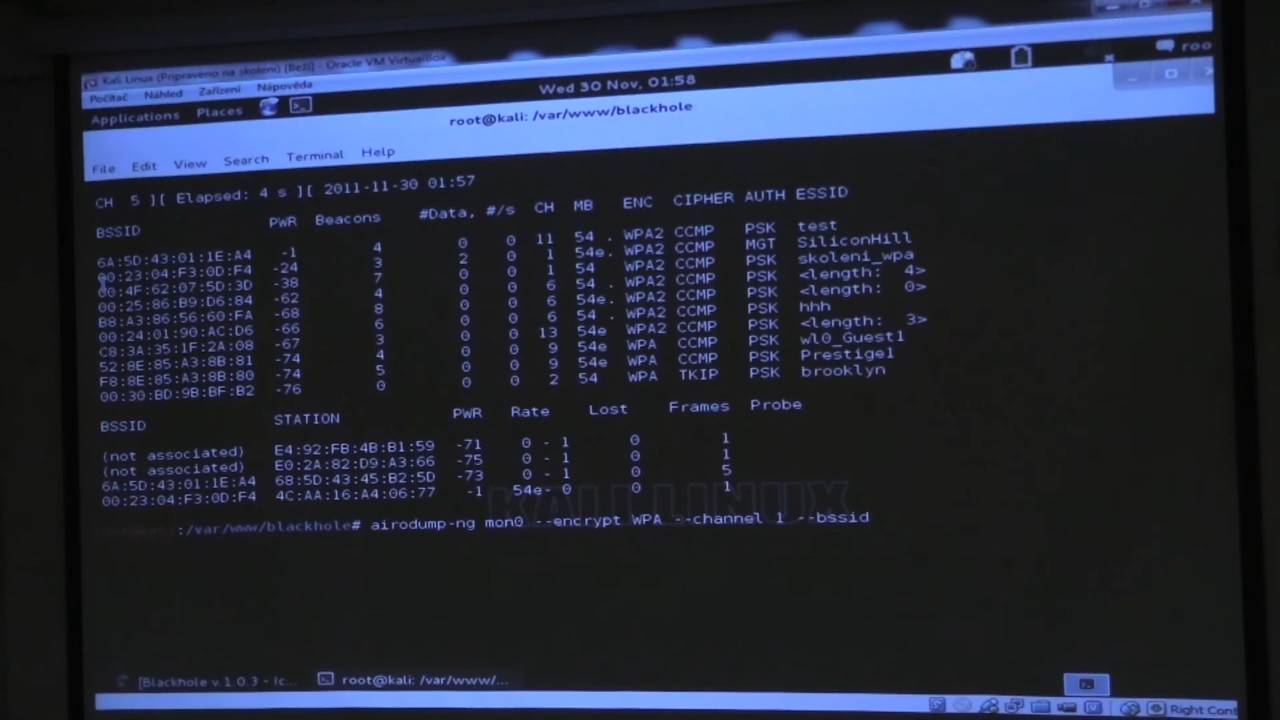 Kali Linux (Pripraveno na skoleni) [Beží] - Oracle VM VirtualBox
Počítač Náhled Zařízení Nápověda
Applications Places Wed 30 Nov, 01:58 roo
root@kali: /var/www/blackhole
File Edit View Search Terminal Help
CH 5 ][ Elapsed: 4 s ][ 2011-11-30 01:57
BSSID PWR Beacons #Data, #/s CH MB ENC CIPHER AUTH ESSID
6A:5D:43:01:1E:A4 -1 4 0 0 11 54 . WPA2 CCMP PSK test
00:23:04:F3:0D:F4 -24 3 2 0 1 54e. WPA2 CCMP MGT SiliconHill
00:4F:62:07:5D:3D -38 7 0 0 1 54 WPA2 CCMP PSK skoleni_wpa
00:25:86:B9:D6:84 -62 4 0 0 6 54 . WPA2 CCMP PSK <length: 4>
B8:A3:86:56:60:FA -68 8 0 0 6 54e. WPA2 CCMP PSK <length: 0>
00:24:01:90:AC:D6 -66 6 0 0 6 54 . WPA2 CCMP PSK hhh
C8:3A:35:1F:2A:08 -67 3 0 0 13 54e WPA2 CCMP PSK <length: 3>
52:8E:85:A3:8B:81 -74 4 0 0 9 54e WPA CCMP PSK wl0_Guest1
F8:8E:85:A3:8B:80 -74 5 0 0 9 54e WPA CCMP PSK Prestige1
00:30:BD:9B:BF:B2 -76 0 0 0 2 54 WPA TKIP PSK brooklyn
BSSID STATION PWR Rate Lost Frames Probe
(not associated) E4:92:FB:4B:B1:59 -71 0 - 1 0 1
(not associated) E0:2A:82:D9:A3:66 -75 0 - 1 0 1
6A:5D:43:01:1E:A4 68:5D:43:45:B2:5D -73 0 - 1 0 5
00:23:04:F3:0D:F4 4C:AA:16:A4:06:77 -1 54e- 0 0 1
KALI LINUX
:/var/www/blackhole# airodump-ng mon0 --encrypt WPA --channel 1 --bssid
[Blackhole v.1.0.3 - Ic... root@kali: /var/www/...
Right Cont